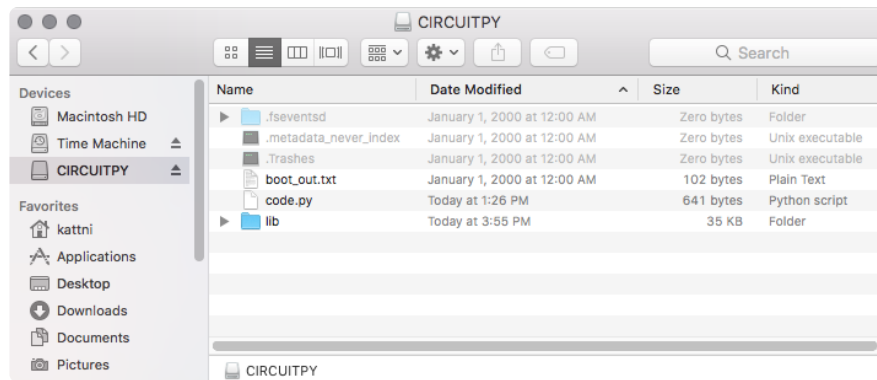 CIRCUITPY
Search
Devices
Macintosh HD
Time Machine
CIRCUITPY
Favorites
kattni
Applications
Desktop
Downloads
Documents
Pictures
Name Date Modified Size Kind
.fseventsd January 1, 2000 at 12:00 AM Zero bytes Folder
.metadata_never_index January 1, 2000 at 12:00 AM Zero bytes Unix executable
.Trashes January 1, 2000 at 12:00 AM Zero bytes Unix executable
boot_out.txt January 1, 2000 at 12:00 AM 102 bytes Plain Text
code.py Today at 1:26 PM 641 bytes Python script
lib Today at 3:55 PM 35 KB Folder
CIRCUITPY